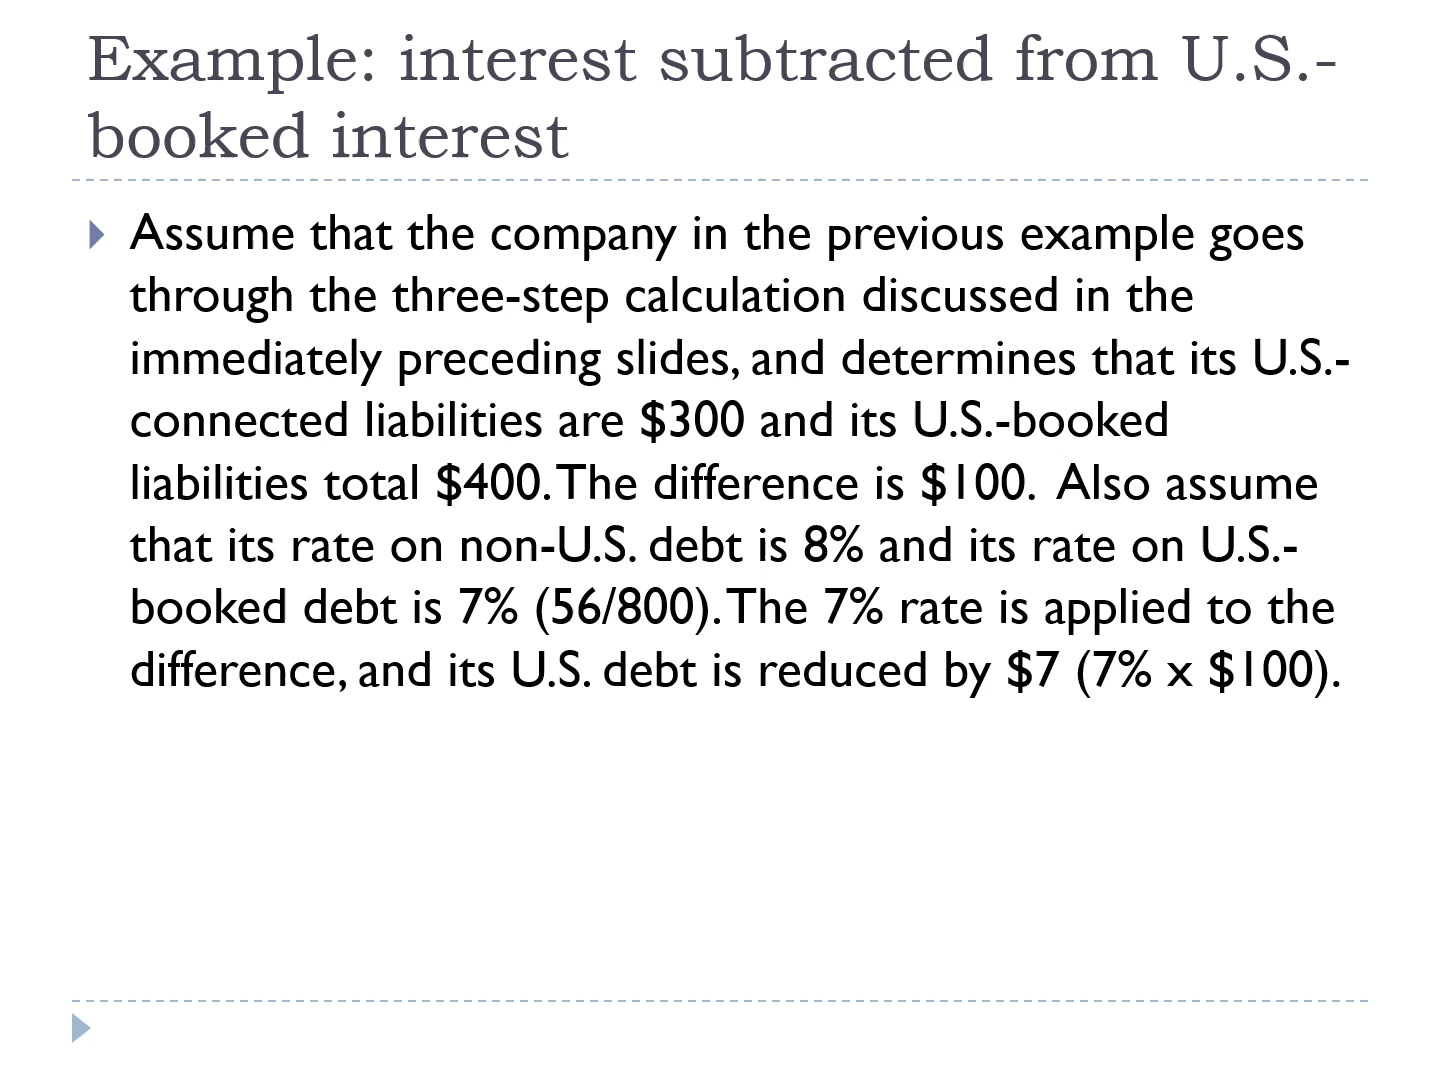 Example: interest subtracted from U.S.-
booked interest
Assume that the company in the previous example goes
through the three-step calculation discussed in the
immediately preceding slides, and determines that its U.S.-
connected liabilities are $300 and its U.S.-booked
liabilities total $400. The difference is $100.  Also assume
that its rate on non-U.S. debt is 8% and its rate on U.S.-
booked debt is 7% (56/800). The 7% rate is applied to the
difference, and its U.S. debt is reduced by $7 (7% x $100).